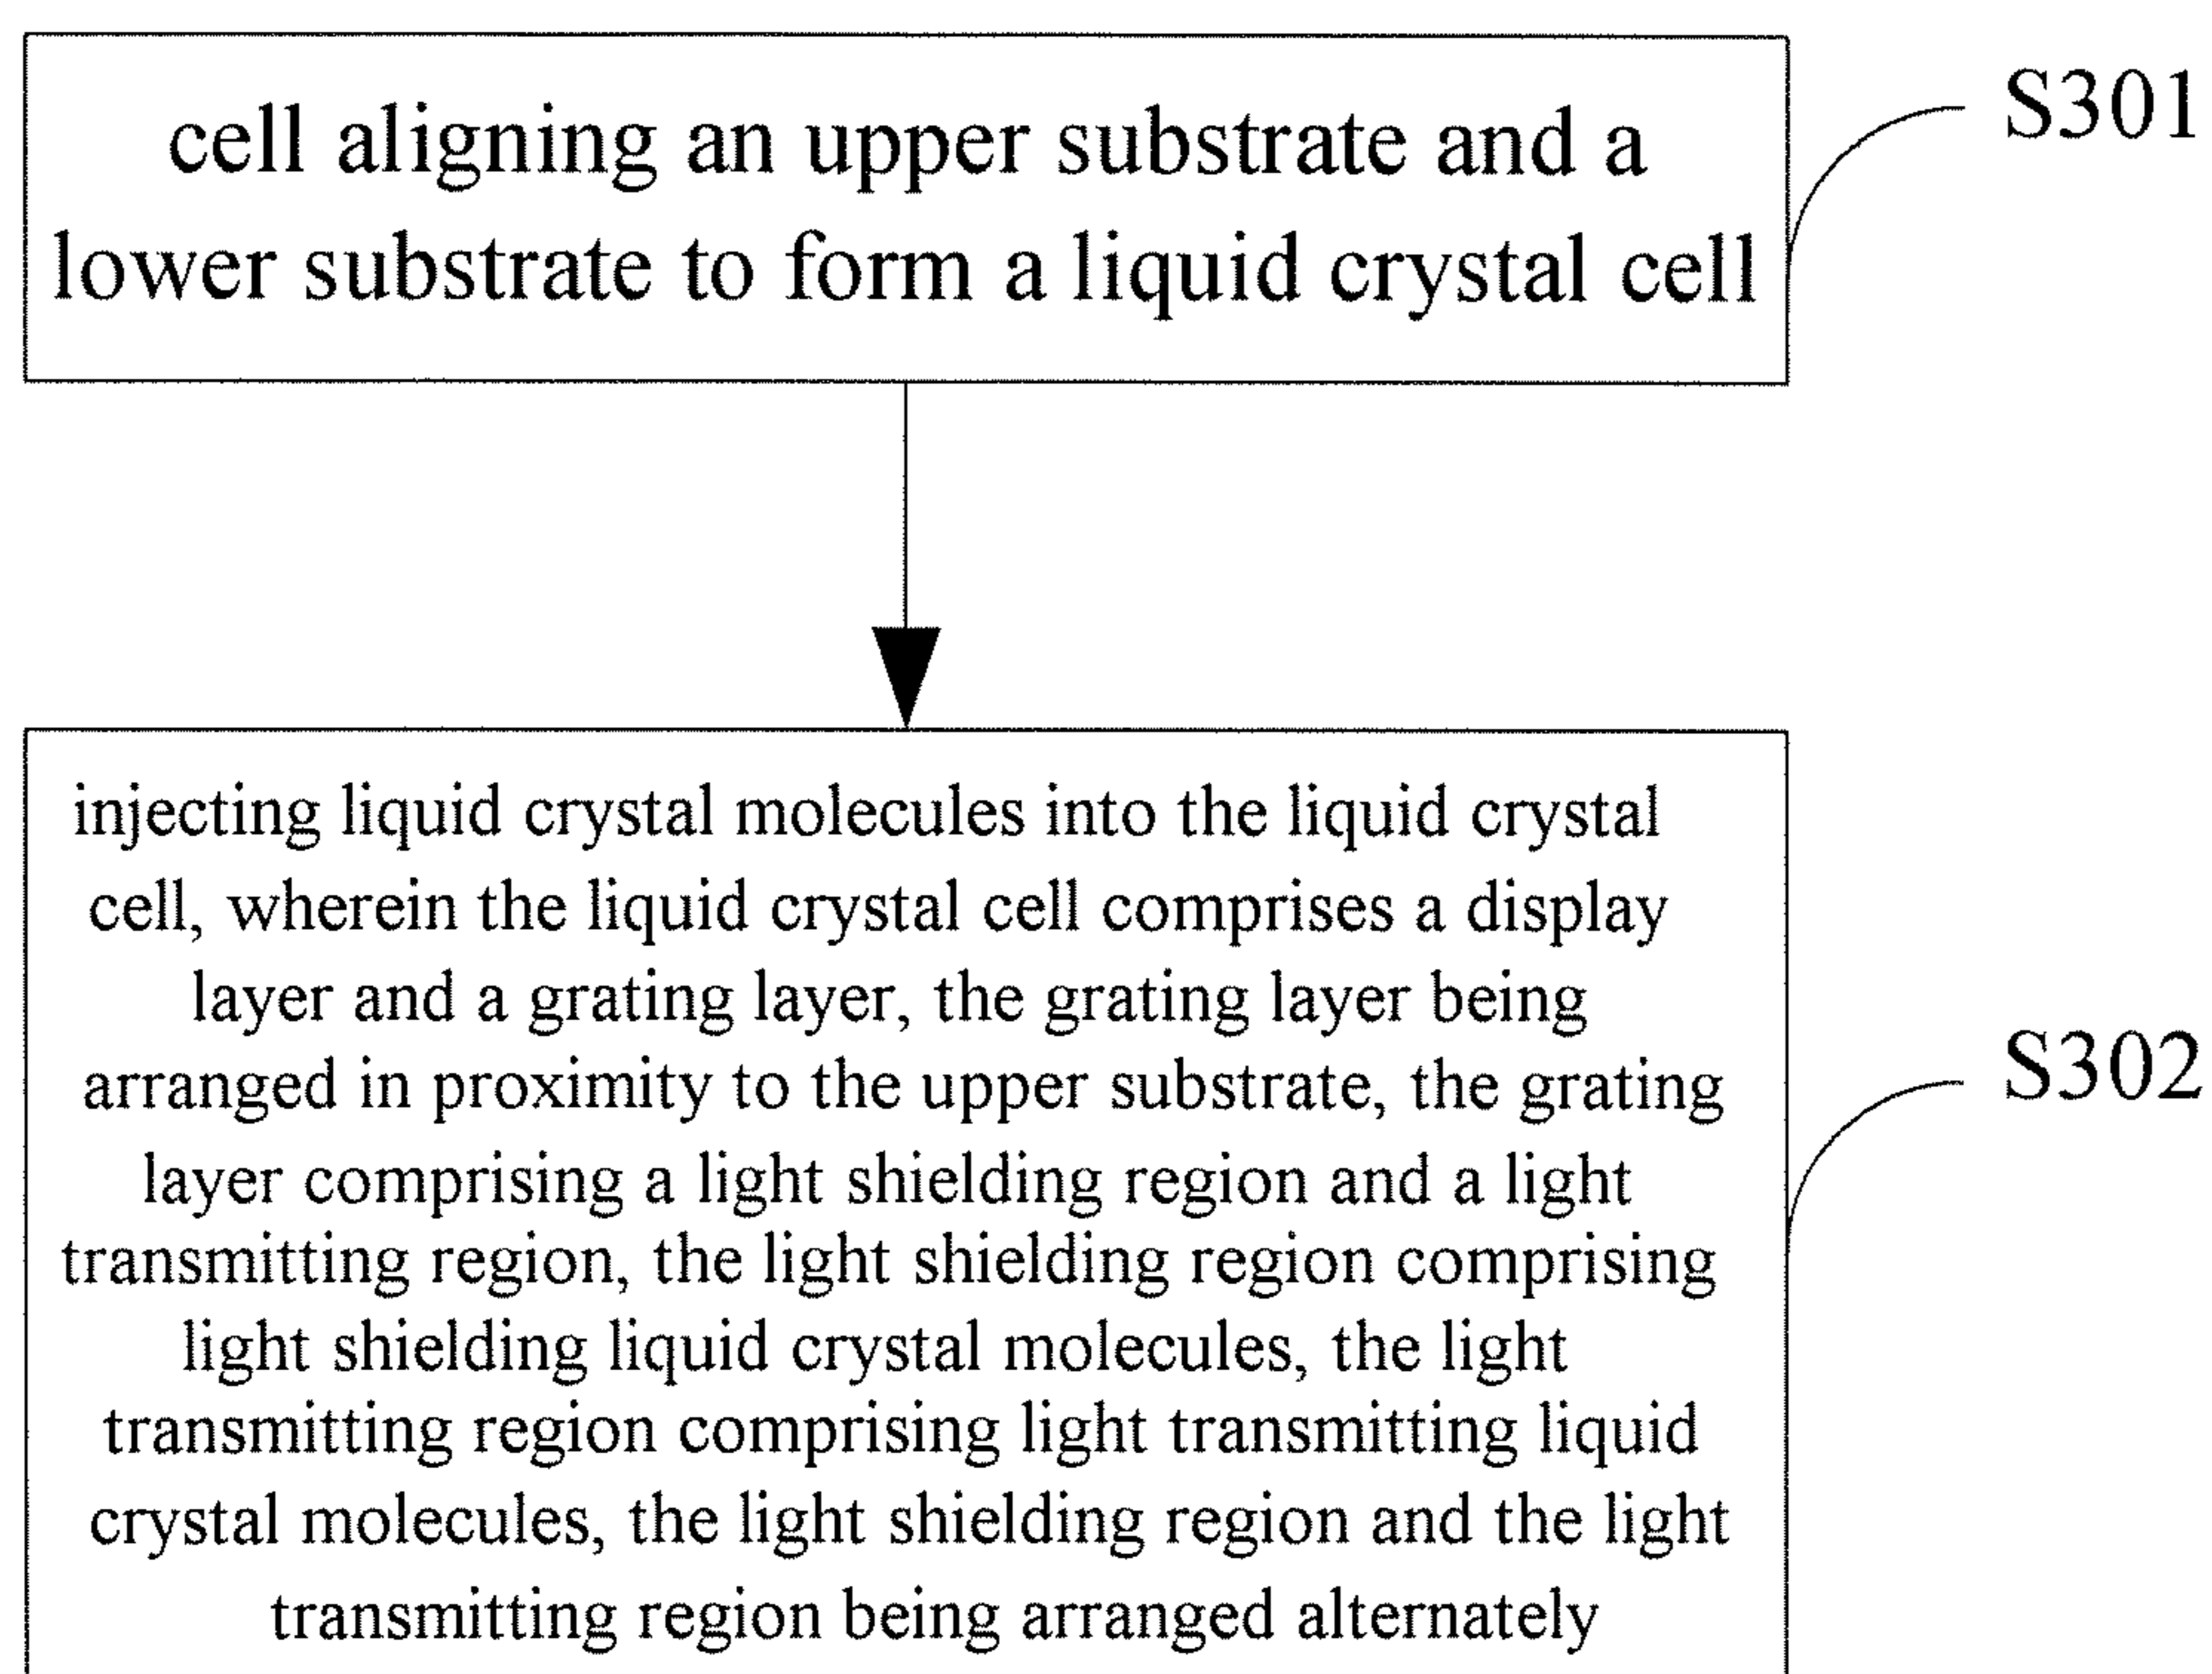 cell aligning an upper substrate and a
lower substrate to form a liquid crystal cell
S301
injecting liquid crystal molecules into the liquid crystal
cell, wherein the liquid crystal cell comprises a display
layer and a grating layer, the grating layer being
arranged in proximity to the upper substrate, the grating
layer comprising a light shielding region and a light
transmitting region, the light shielding region comprising
light shielding liquid crystal molecules, the light
transmitting region comprising light transmitting liquid
crystal molecules, the light shielding region and the light
transmitting region being arranged alternately
S302